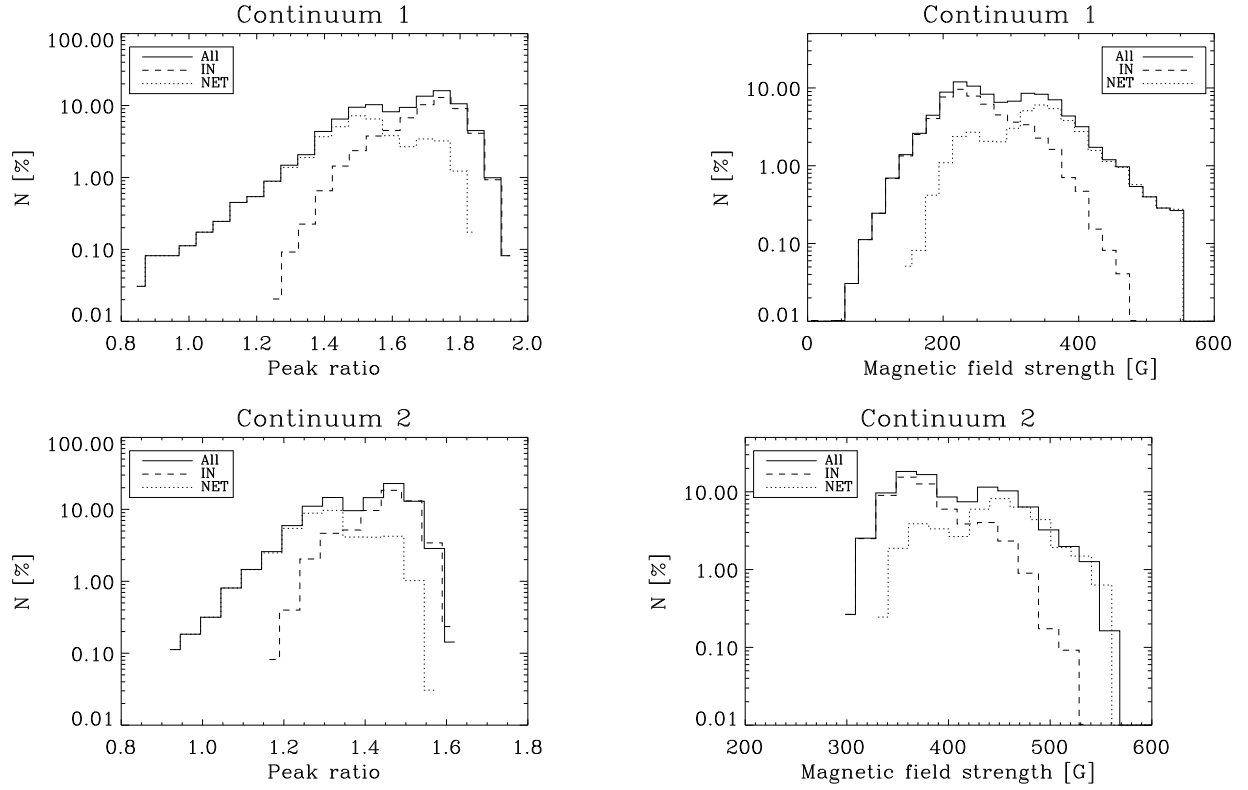 Continuum 1
100.00
10.00
1.00
0.10
0.01
N [%]
All
IN
NET
0.8 1.0 1.2 1.4 1.6 1.8 2.0
Peak ratio
Continuum 1
10.00
1.00
0.10
0.01
N [%]
All
IN
NET
0 200 400 600
Magnetic field strength [G]
Continuum 2
100.00
10.00
1.00
0.10
0.01
N [%]
All
IN
NET
0.8 1.0 1.2 1.4 1.6 1.8
Peak ratio
Continuum 2
10.00
1.00
0.10
0.01
N [%]
All
IN
NET
200 300 400 500 600
Magnetic field strength [G]